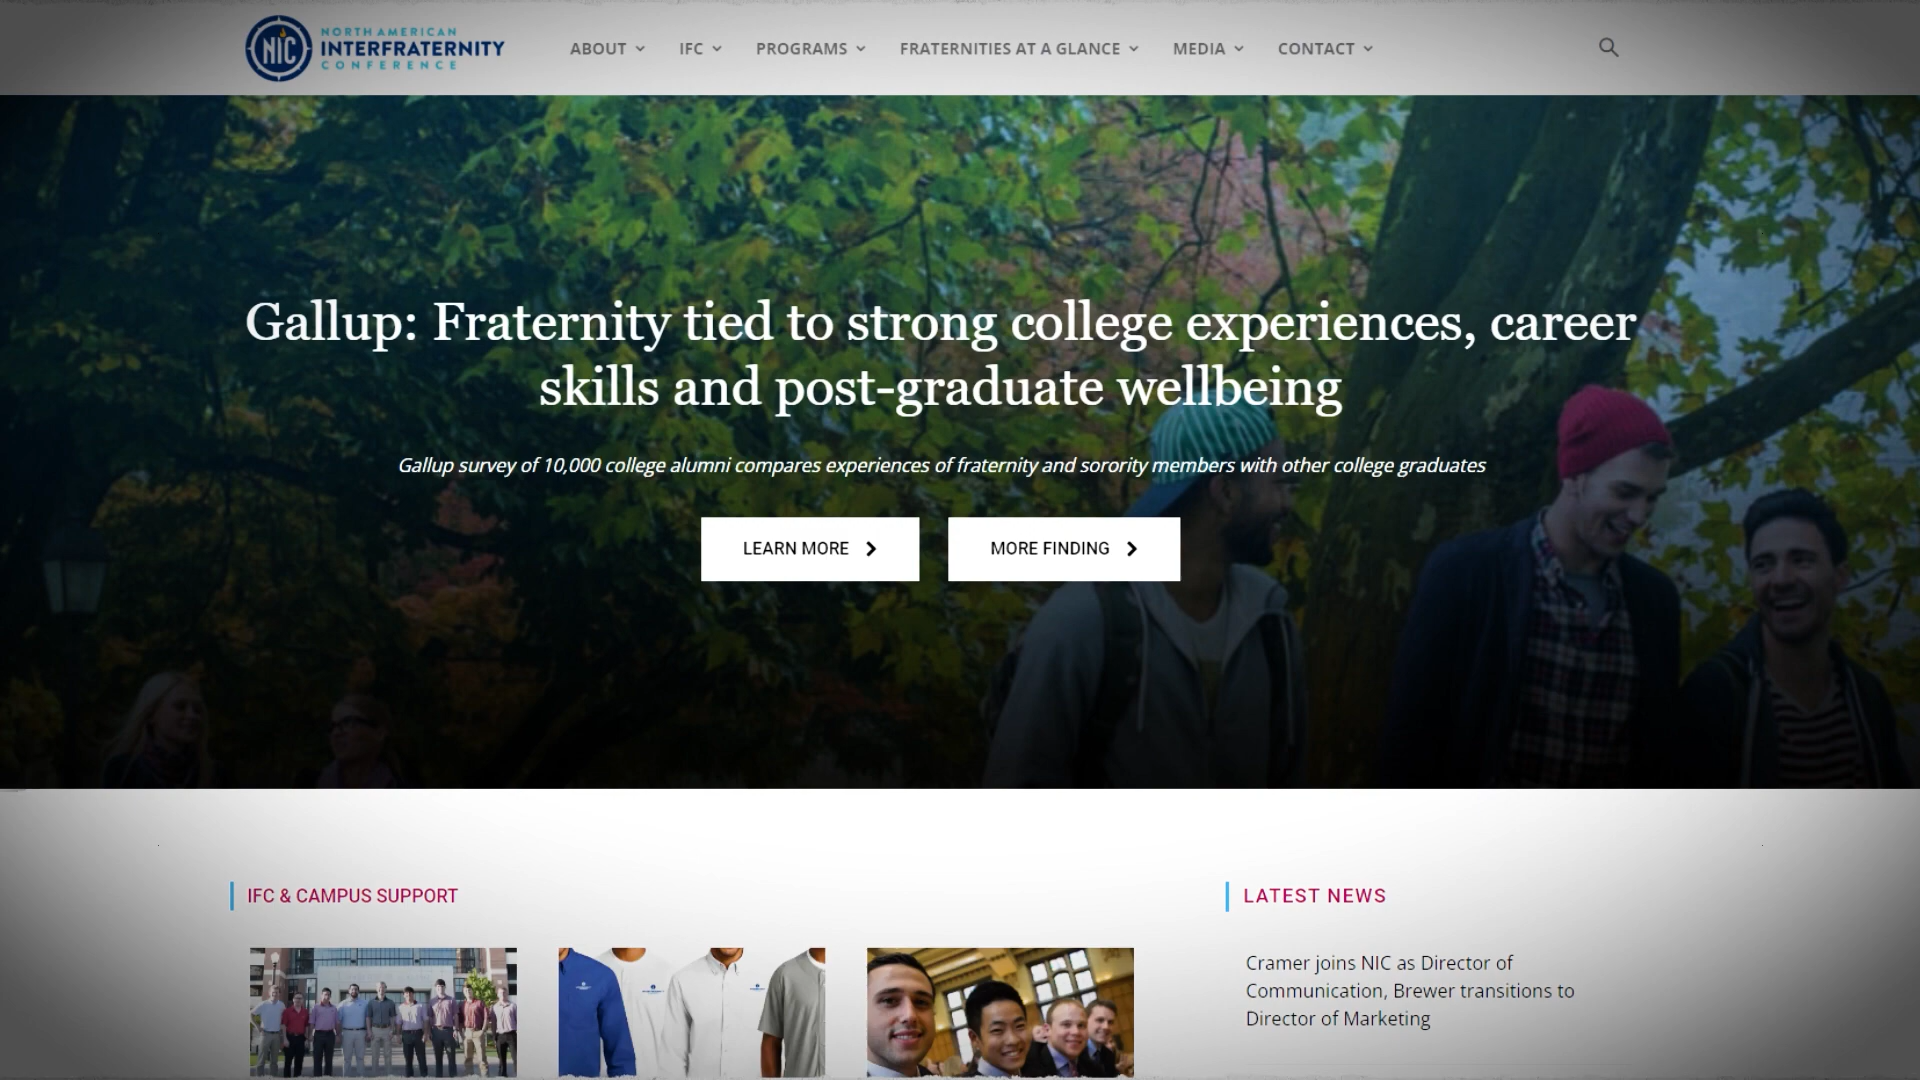 NIC
NORTH AMERICAN
INTERFRATERNITY
CONFERENCE
ABOUT
IFC
PROGRAMS
FRATERNITIES AT A GLANCE
MEDIA
CONTACT
Gallup: Fraternity tied to strong college experiences, career
skills and post-graduate wellbeing
Gallup survey of 10,000 college alumni compares experiences of fraternity and sorority members with other college graduates
LEARN MORE
MORE FINDING
IFC & CAMPUS SUPPORT
LATEST NEWS
Cramer joins NIC as Director of
Communication, Brewer transitions to
Director of Marketing